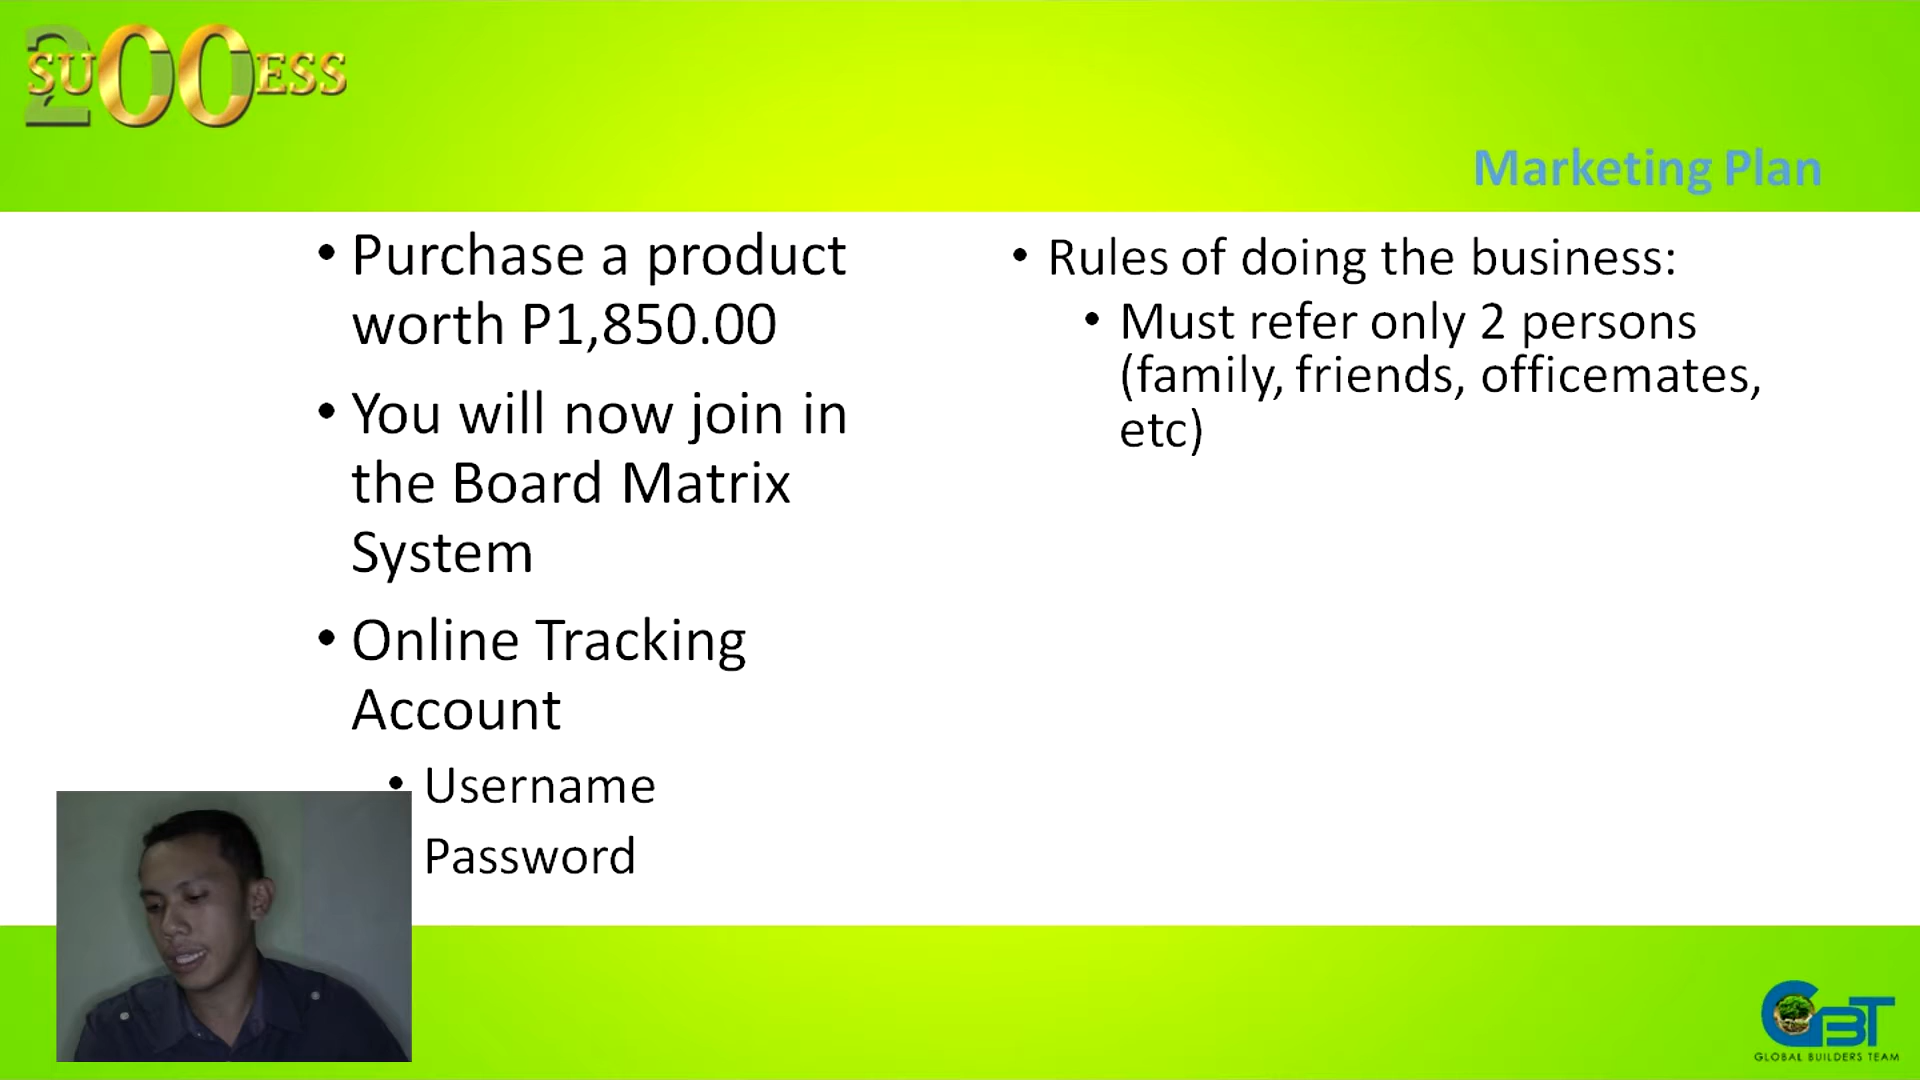 200
SUCCESS
Marketing Plan
• Purchase a product
worth P1,850.00
• You will now join in
the Board Matrix
System
• Online Tracking
Account
• Username
Password
• Rules of doing the business:
• Must refer only 2 persons
(family, friends, officemates,
etc)
GBT
GLOBAL BUILDERS TEAM